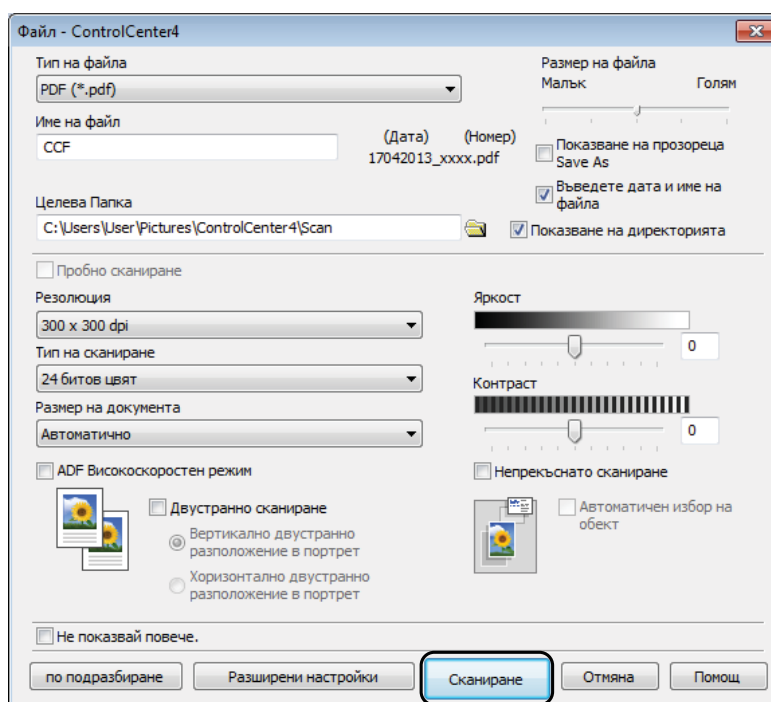 Файл - ControlCenter4
Тип на файла
PDF (*.pdf)
Размер на файла
Малък Голям
Име на файл
CCF
(Дата) (Номер)
17042013_xxxx.pdf
Показване на прозореца
Save As
Въведете дата и име на
файла
Целева Папка
C:\Users\User\Pictures\ControlCenter4\Scan
Показване на директорията
Пробно сканиране
Резолюция
300 x 300 dpi
Тип на сканиране
24 битов цвят
Размер на документа
Автоматично
Яркост
0
Контраст
0
ADF Високоскоростен режим
Двустранно сканиране
Вертикално двустранно
разположение в портрет
Хоризонтално двустранно
разположение в портрет
Непрекъснато сканиране
Автоматичен избор на
обект
Не показвай повече.
по подразбиране Разширени настройки Сканиране Отмяна Помощ